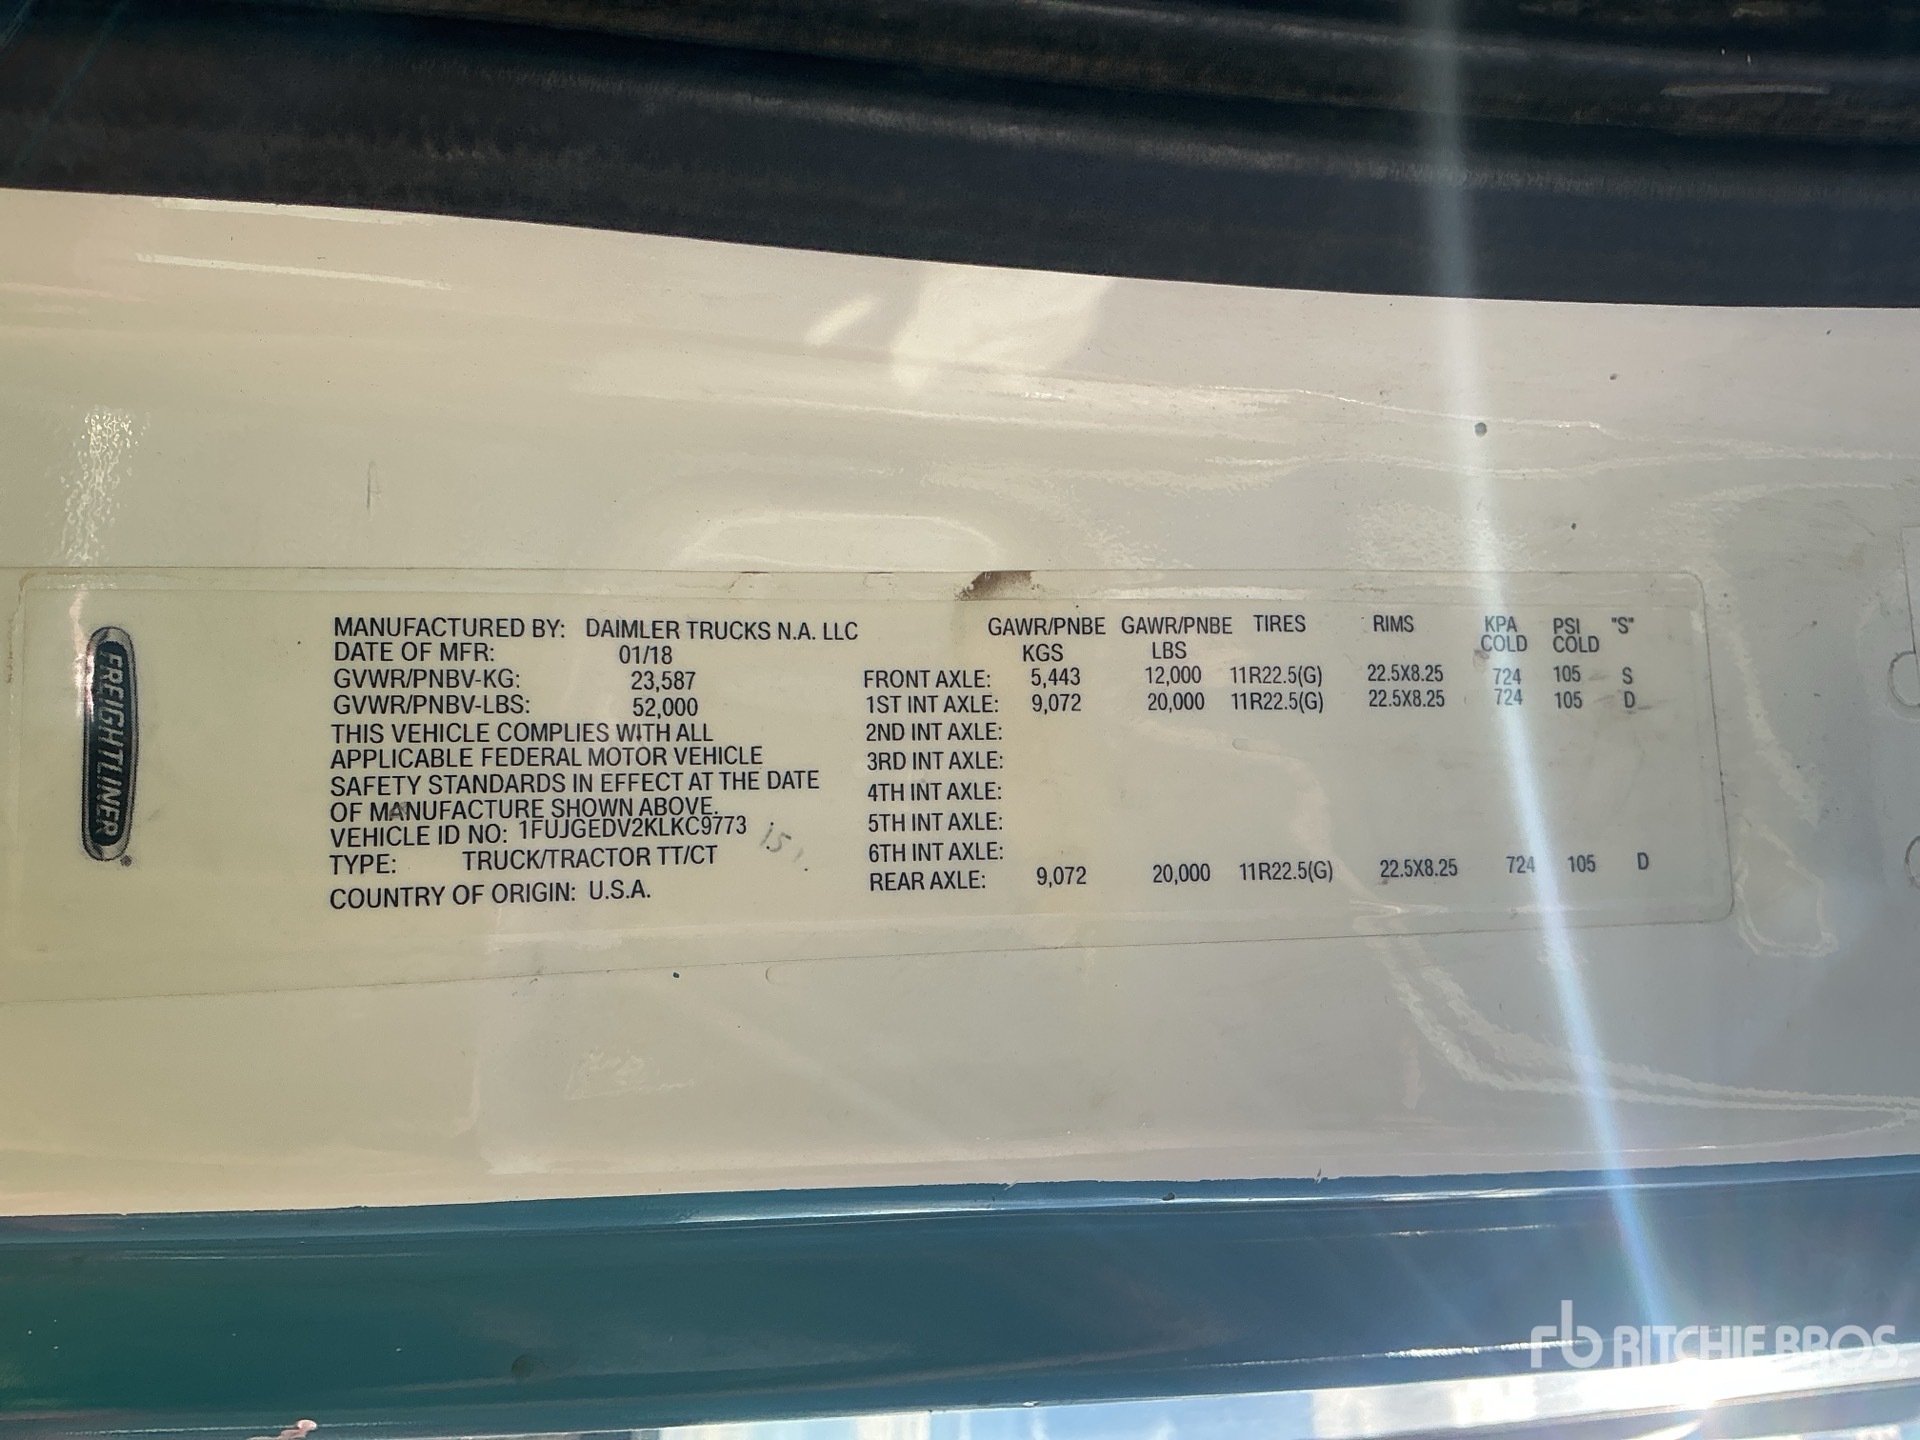 FREIGHTLINER
MANUFACTURED BY: DAIMLER TRUCKS N.A. LLC
DATE OF MFR: 01/18
GVWR/PNBV-KG: 23,587
GVWR/PNBV-LBS: 52,000
THIS VEHICLE COMPLIES WITH ALL
APPLICABLE FEDERAL MOTOR VEHICLE
SAFETY STANDARDS IN EFFECT AT THE DATE
OF MANUFACTURE SHOWN ABOVE.
VEHICLE ID NO: 1FUJGEDV2KLKC9773
TYPE: TRUCK/TRACTOR TT/CT
COUNTRY OF ORIGIN: U.S.A.
GAWR/PNBE KGS GAWR/PNBE LBS TIRES RIMS KPA COLD PSI COLD "S"
FRONT AXLE: 5,443 12,000 11R22.5(G) 22.5X8.25 724 105 S
1ST INT AXLE: 9,072 20,000 11R22.5(G) 22.5X8.25 724 105 D
2ND INT AXLE:
3RD INT AXLE:
4TH INT AXLE:
5TH INT AXLE:
6TH INT AXLE:
REAR AXLE: 9,072 20,000 11R22.5(G) 22.5X8.25 724 105 D
rb RITCHIE BROS.